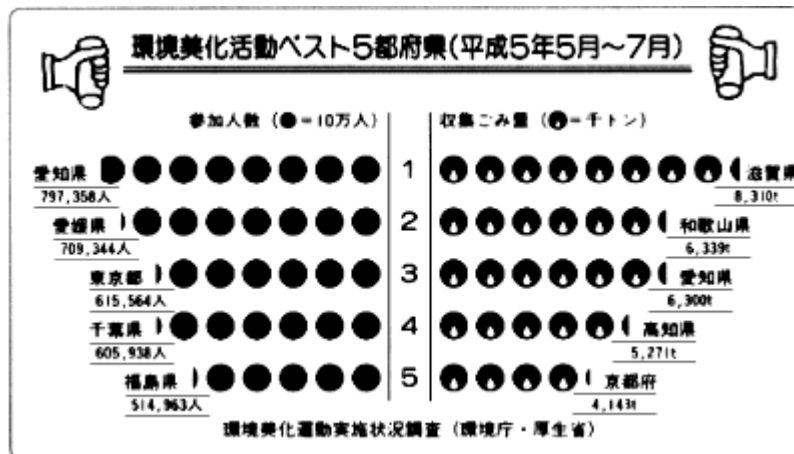 環境美化活動ベスト5都府県(平成5年5月〜7月)
参加人数 (●=10万人) 収集ごみ量 (=千トン)
愛知県 1 滋賀県
797,358人 8,310t
愛媛県 2 和歌山県
709,344人 6,339t
東京都 3 愛知県
615,564人 6,300t
千葉県 4 高知県
605,938人 5,271t
福島県 5 京都府
514,963人 4,143t
環境美化運動実施状況調査 (環境庁・厚生省)